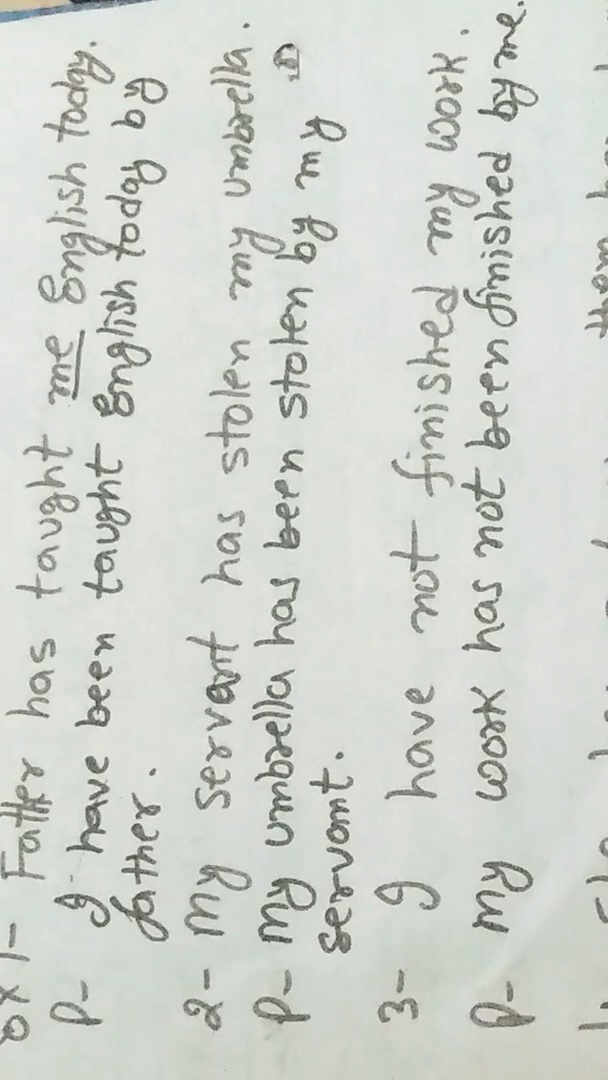 Ex 1- Father has taught me English today.
P- I have been taught English today by
father.
2- My servant has stolen my umbrella.
P- My umbrella has been stolen by my
servant.
3- I have not finished my work.
P- My work has not been finished by me.